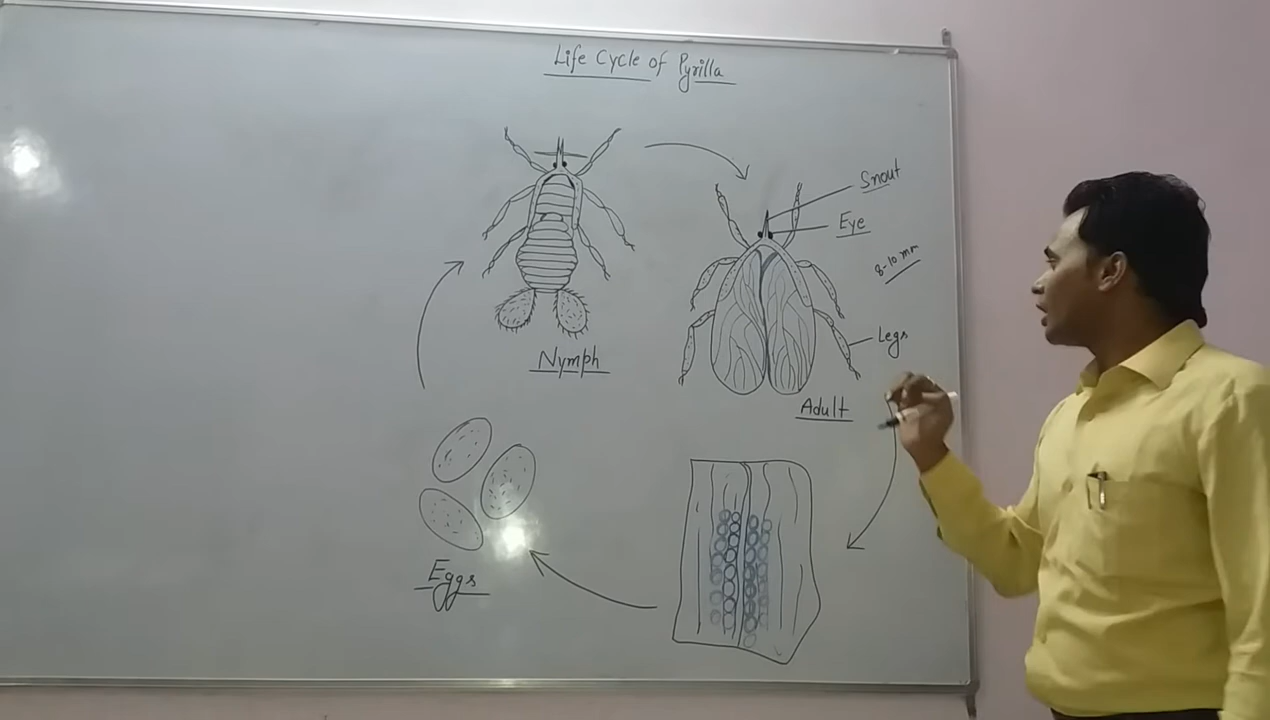 Life Cycle of Pyrilla
Snout
Eye
8-10 mm
Legs
Nymph
Adult
Eggs